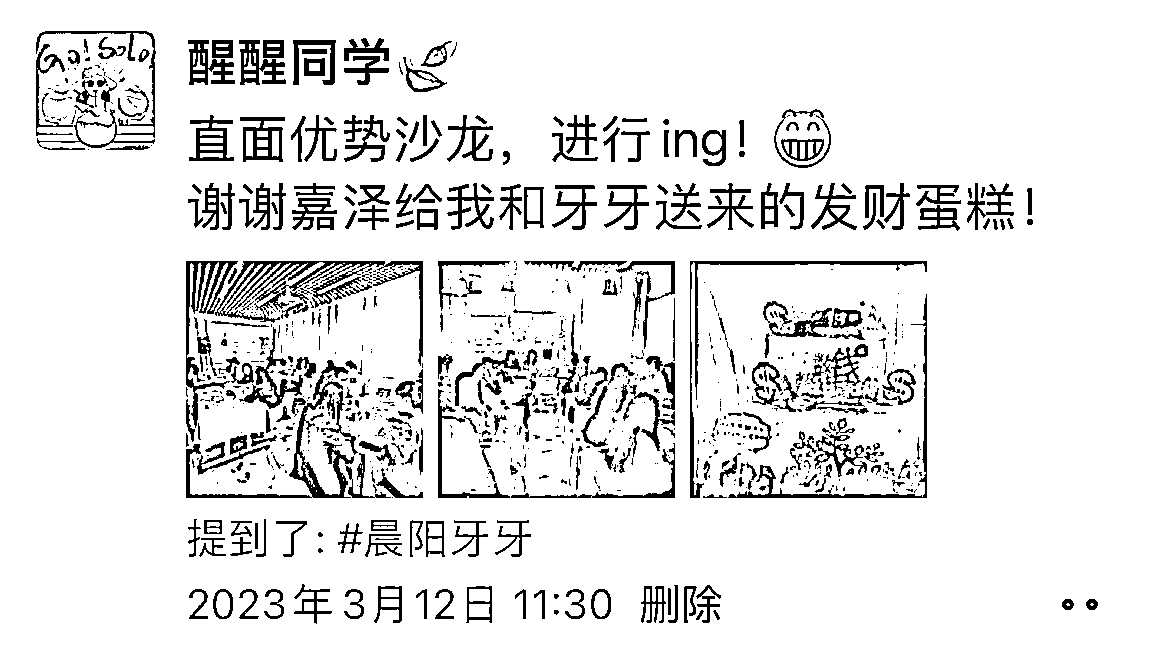 Go! Solo
醒醒同学
直面优势沙龙，进行ing！😁
谢谢嘉泽给我和牙牙送来的发财蛋糕！
钱
提到了: #晨阳牙牙
2023年3月12日 11:30 删除